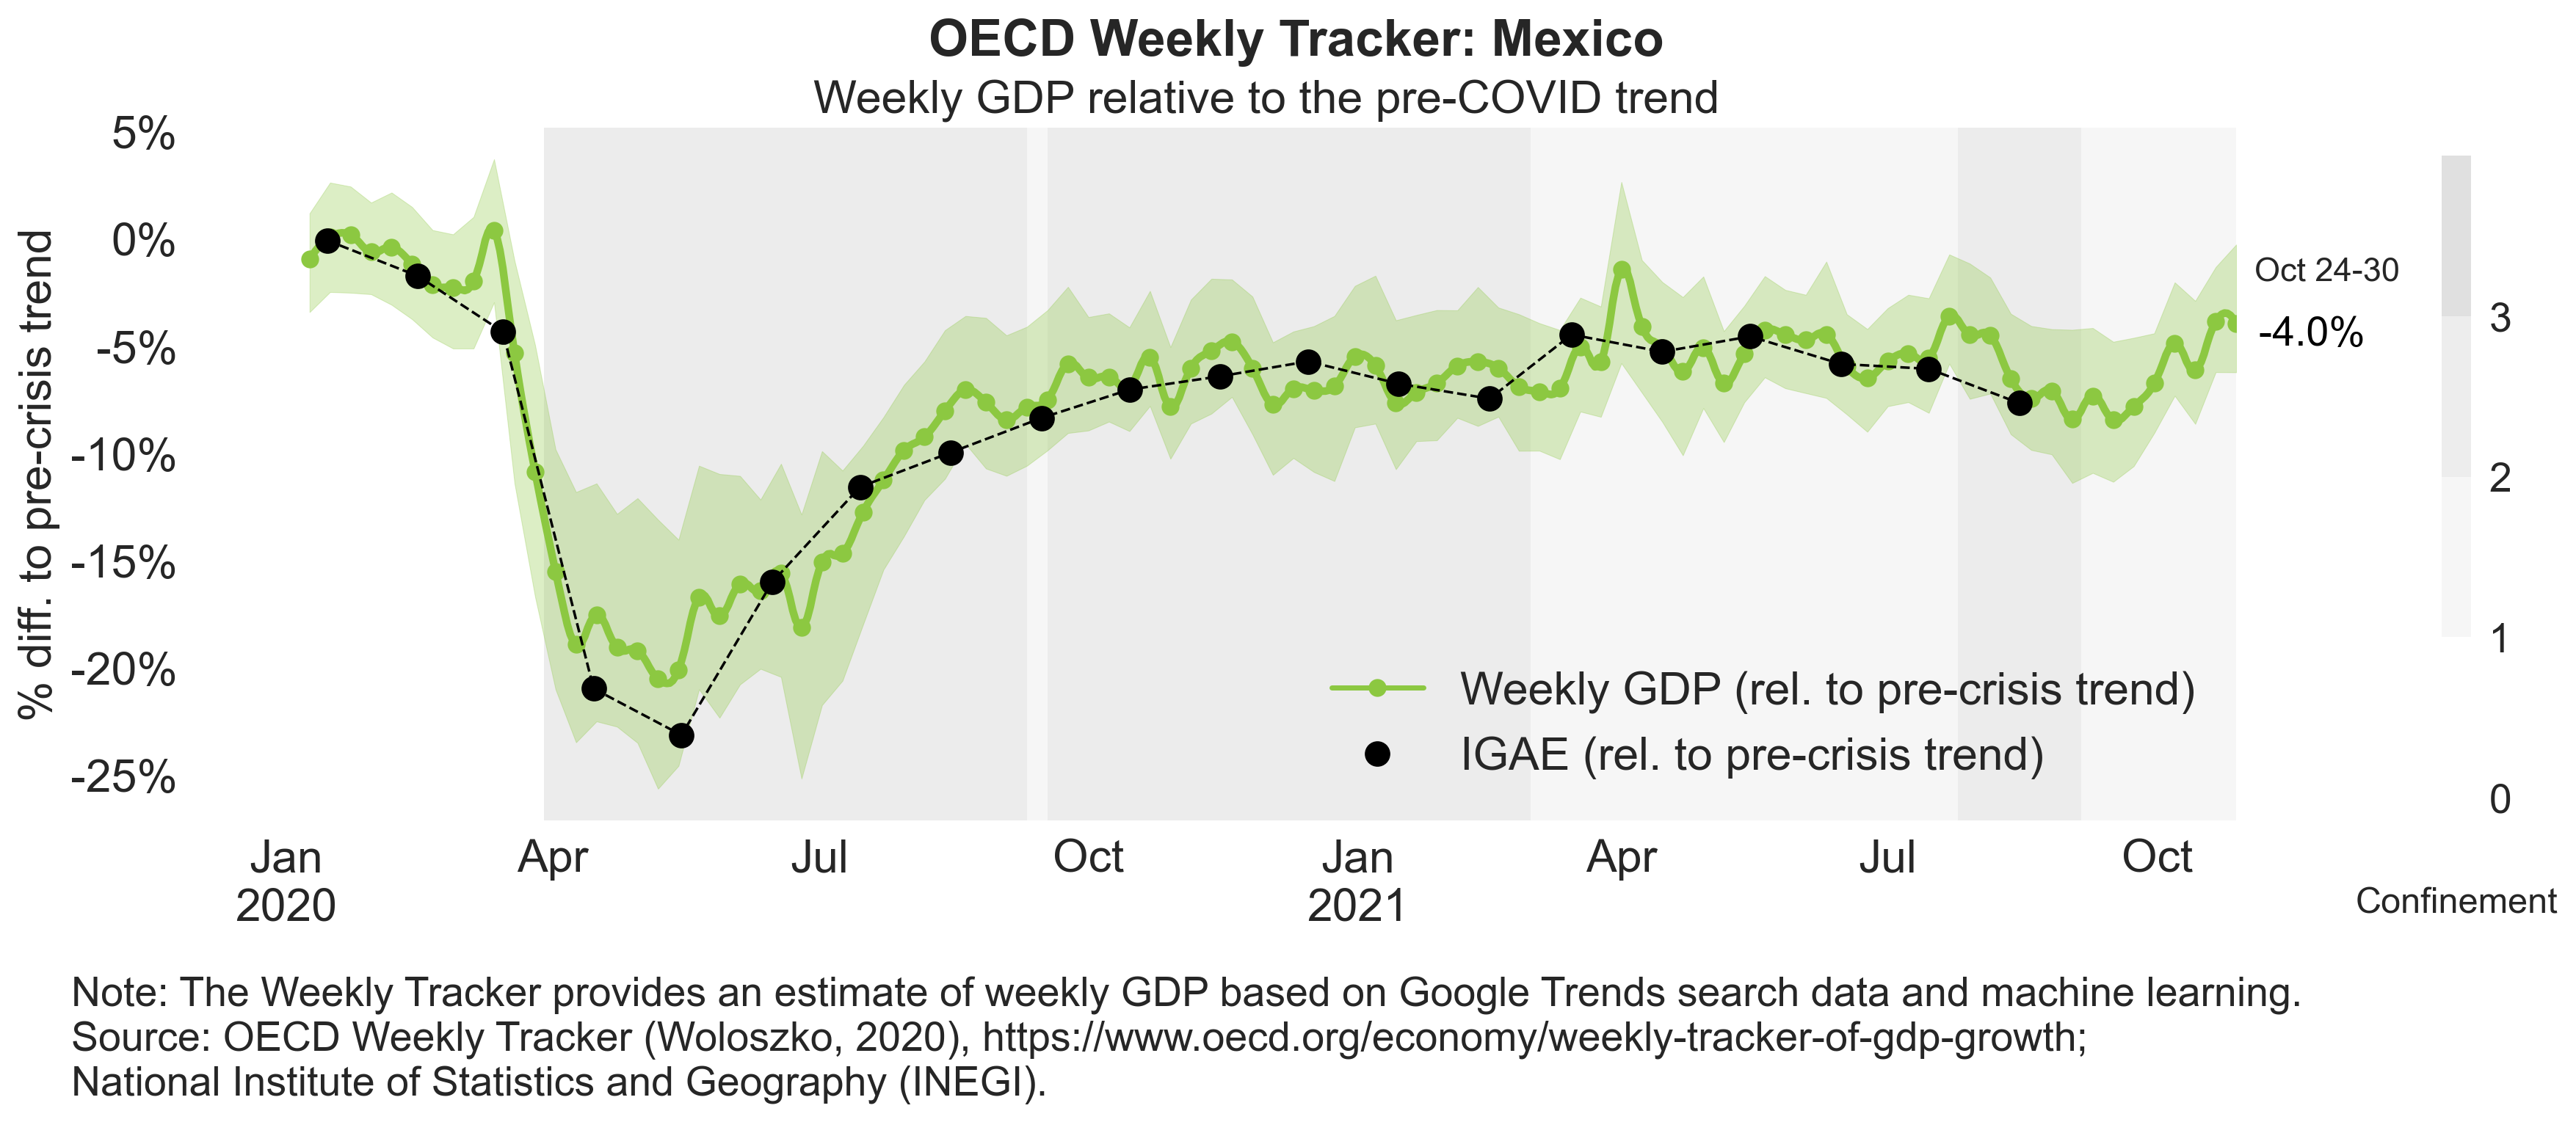 OECD Weekly Tracker: Mexico
Weekly GDP relative to the pre-COVID trend
% diff. to pre-crisis trend
5%
0%
-5%
-10%
-15%
-20%
-25%
Jan
2020
Apr
Jul
Oct
Jan
2021
Apr
Jul
Oct
Oct 24-30
-4.0%
Weekly GDP (rel. to pre-crisis trend)
IGAE (rel. to pre-crisis trend)
3
2
1
0
Confinement
Note: The Weekly Tracker provides an estimate of weekly GDP based on Google Trends search data and machine learning.
Source: OECD Weekly Tracker (Woloszko, 2020), https://www.oecd.org/economy/weekly-tracker-of-gdp-growth;
National Institute of Statistics and Geography (INEGI).